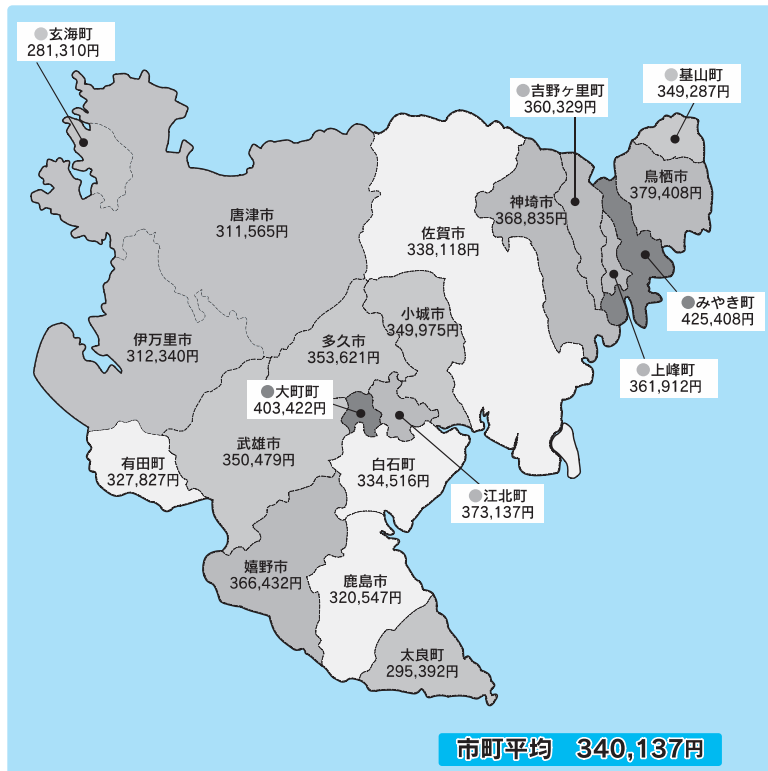 ●玄海町
281,310円
●吉野ヶ里町
360,329円
●基山町
349,287円
鳥栖市
379,408円
神埼市
368,835円
唐津市
311,565円
佐賀市
338,118円
●みやき町
425,408円
小城市
349,975円
伊万里市
312,340円
多久市
353,621円
●上峰町
361,912円
●大町町
403,422円
武雄市
350,479円
有田町
327,827円
白石町
334,516円
●江北町
373,137円
嬉野市
366,432円
鹿島市
320,547円
太良町
295,392円
市町平均 340,137円